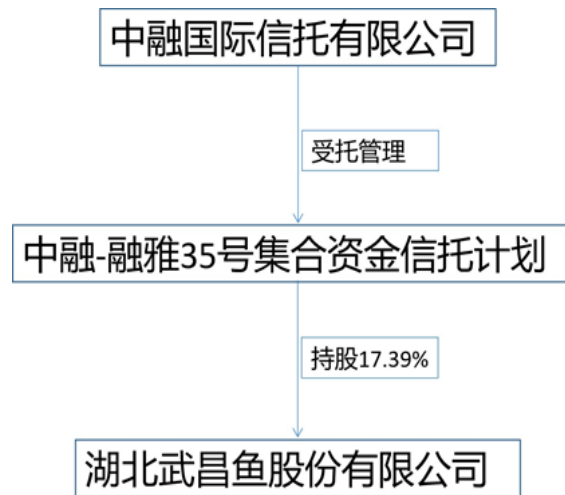 中融国际信托有限公司
受托管理
中融-融雅35号集合资金信托计划
持股17.39%
湖北武昌鱼股份有限公司